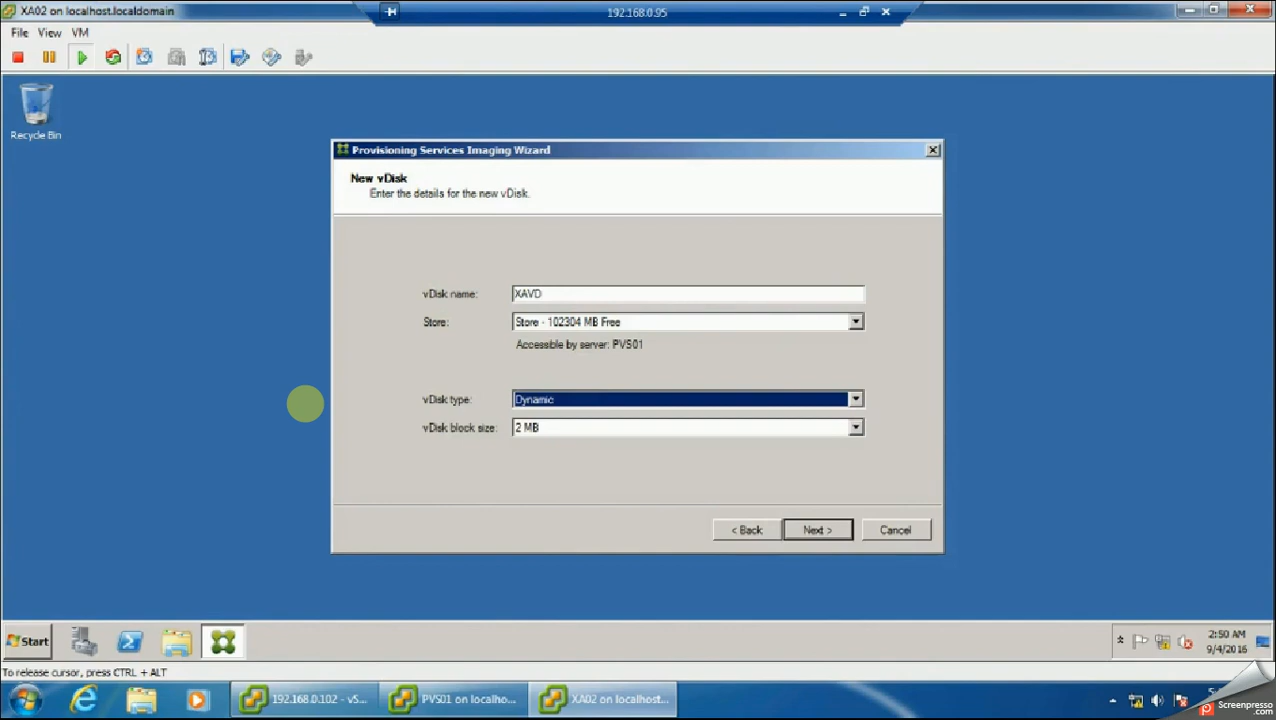 XA02 on localhost.localdomain
192.168.0.95
File View VM
Recycle Bin
Provisioning Services Imaging Wizard
New vDisk
Enter the details for the new vDisk.
vDisk name: XAVD
Store: Store - 102304 MB Free
Accessible by server: PVS01
vDisk type: Dynamic
vDisk block size: 2 MB
< Back Next > Cancel
Start
2:50 AM
9/4/2016
To release cursor, press CTRL + ALT
192.168.0.102 - vS...
PVS01 on localho...
XA02 on localhost...
Screenpresso
.com